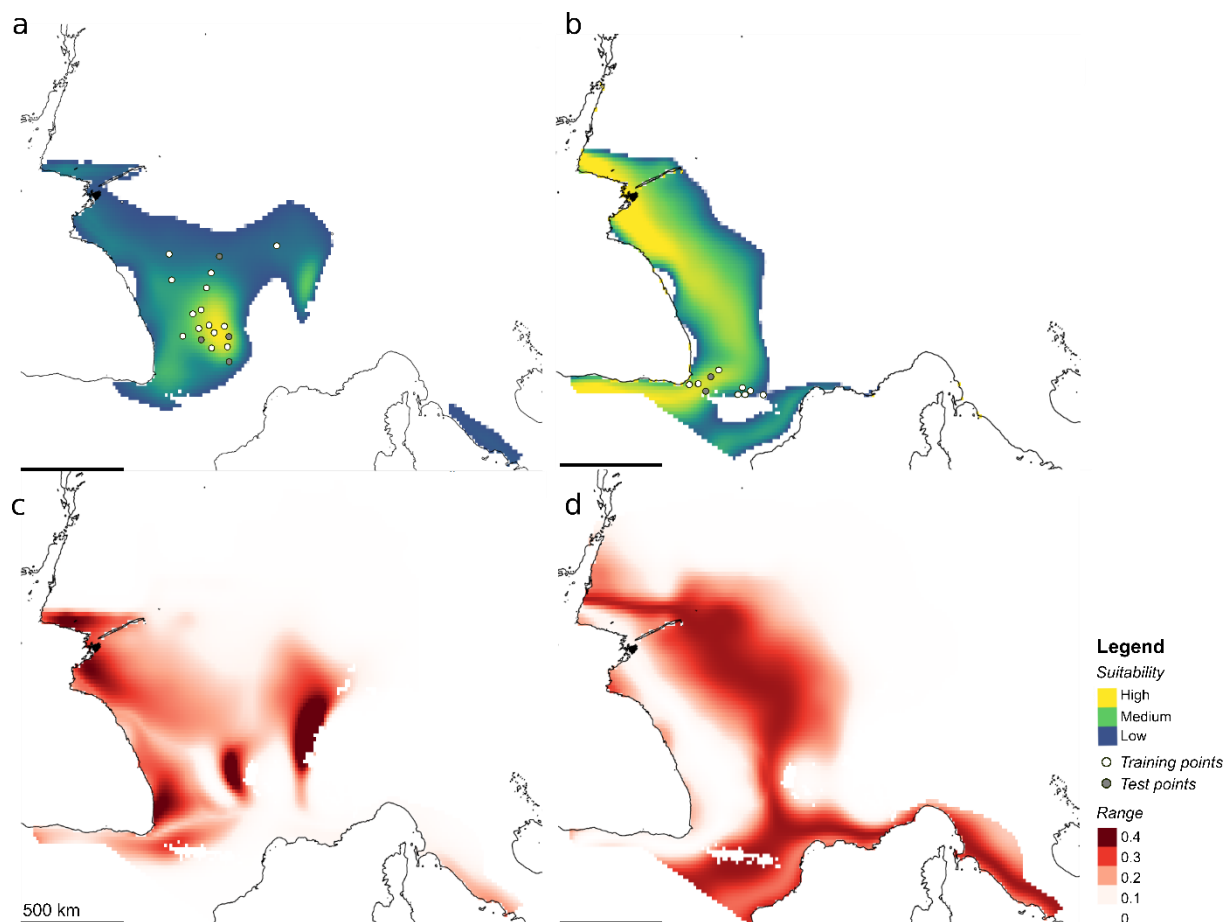 a
b
c
d
Legend
Suitability
High
Medium
Low
Training points
Test points
Range
0.4
0.3
0.2
0.1
0
500 km